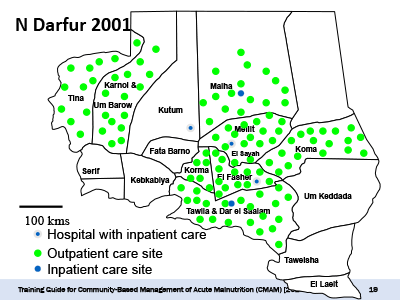 N Darfur 2001
Karnoi &
Malha
Tina
Um Barow
Kutum
Mellit
Fata Barno
El Sayah
Koma
Serif
Korma
Kebkabiya
El Fasher
Um Keddada
Tawila & Dar el Saalam
100 kms
Hospital with inpatient care
Outpatient care site
Taweisha
Inpatient care site
El Laeit
Training Guide for Community-Based Management of Acute Malnutrition (CMAM)
19